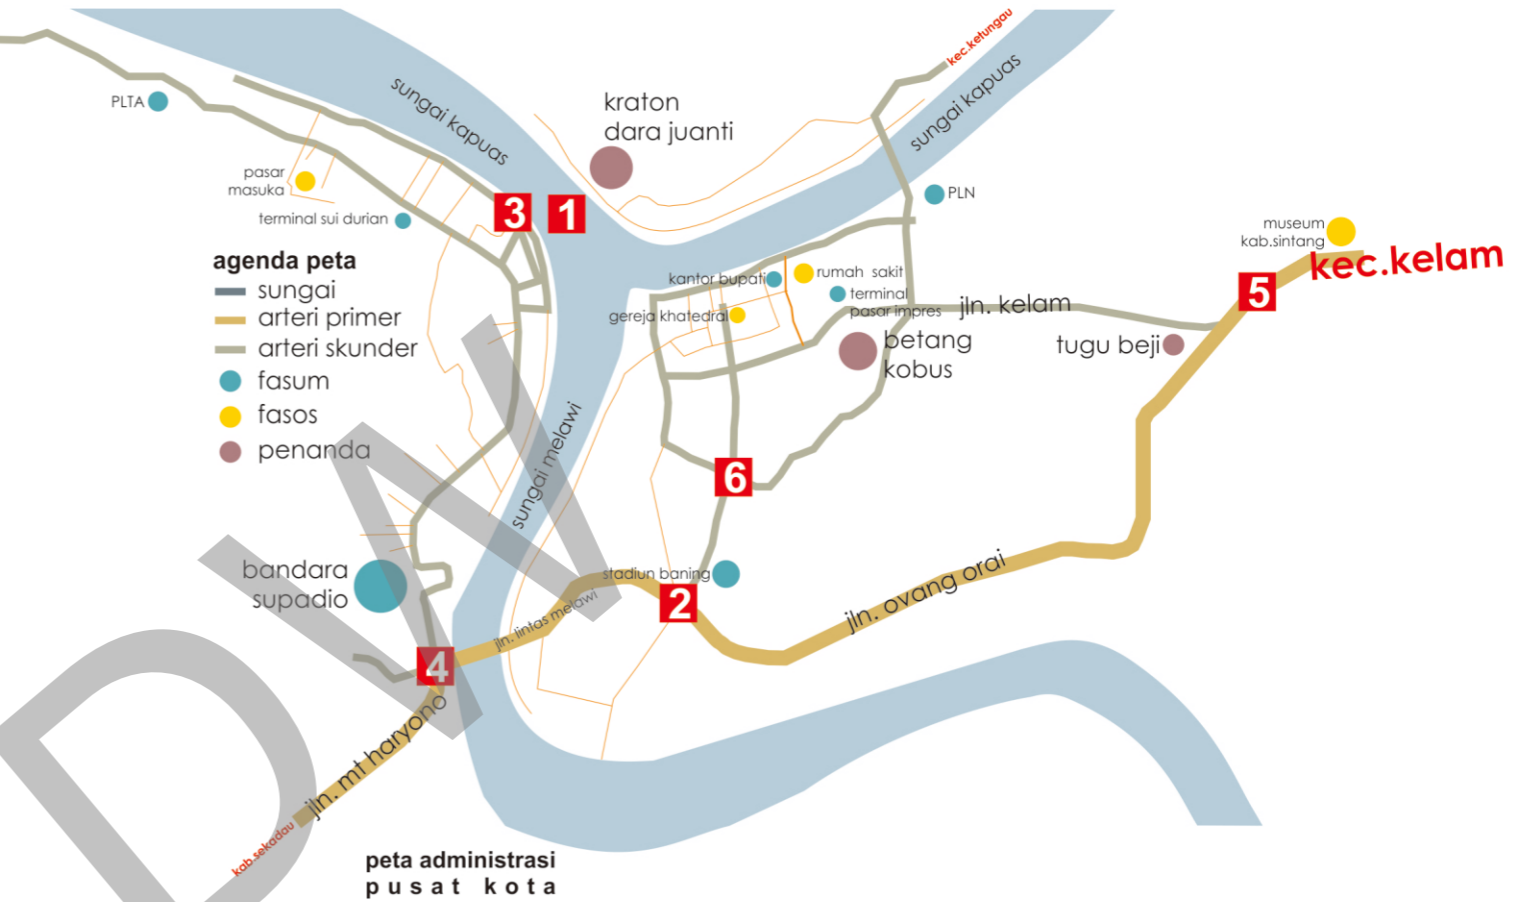 kec.ketungau
sungai kapuas
sungai kapuas
kraton
dara juanti
PLTA
pasar
masuka
terminal sui durian
3
1
PLN
museum
kab.sintang
kec.kelam
agenda peta
sungai
arteri primer
arteri skunder
fasum
fasos
penanda
kantor bupati
rumah sakit
terminal
pasar impres
gereja khatedral
jln. kelam
5
betang
kobus
tugu beji
sungai melawi
6
bandara
supadio
stadiun baning
2
jln. lintas melawi
jln. ovang orai
4
jln. mt haryono
kab.sekadau
peta administrasi
pusat kota